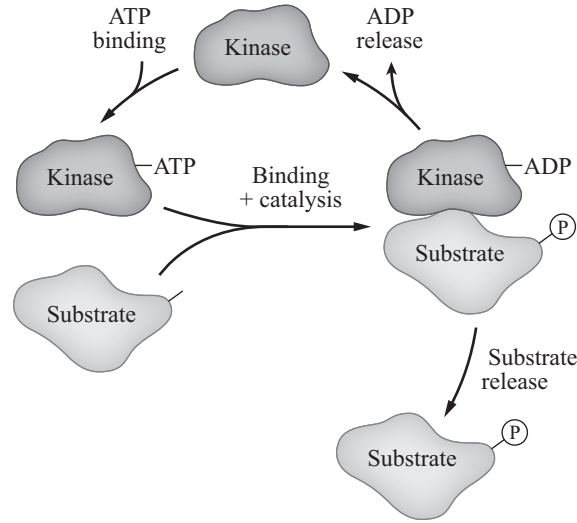 ATP
binding
Kinase
ADP
release
Kinase
ATP
Binding
+ catalysis
Kinase
ADP
Substrate
P
Substrate
Substrate
release
Substrate
P